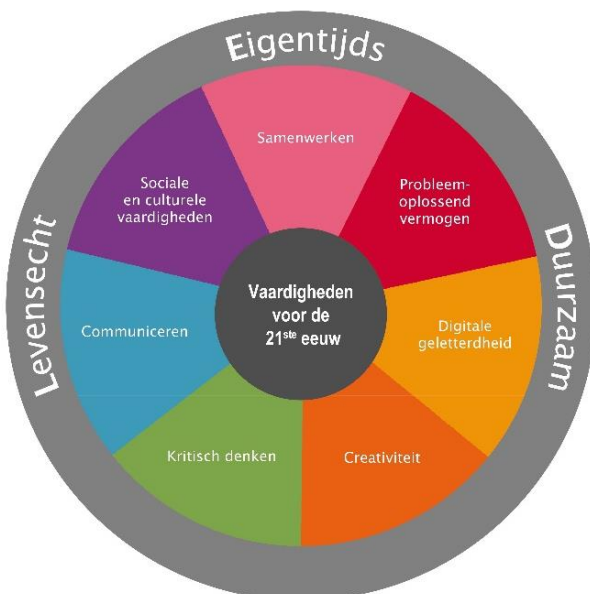 Eigentijds
Samenwerken
Sociale
en culturele
vaardigheden
Probleem-
oplossend
vermogen
Levensecht
Duurzaam
Vaardigheden
voor de
21ste eeuw
Communiceren
Digitale
geletterdheid
Kritisch denken
Creativiteit